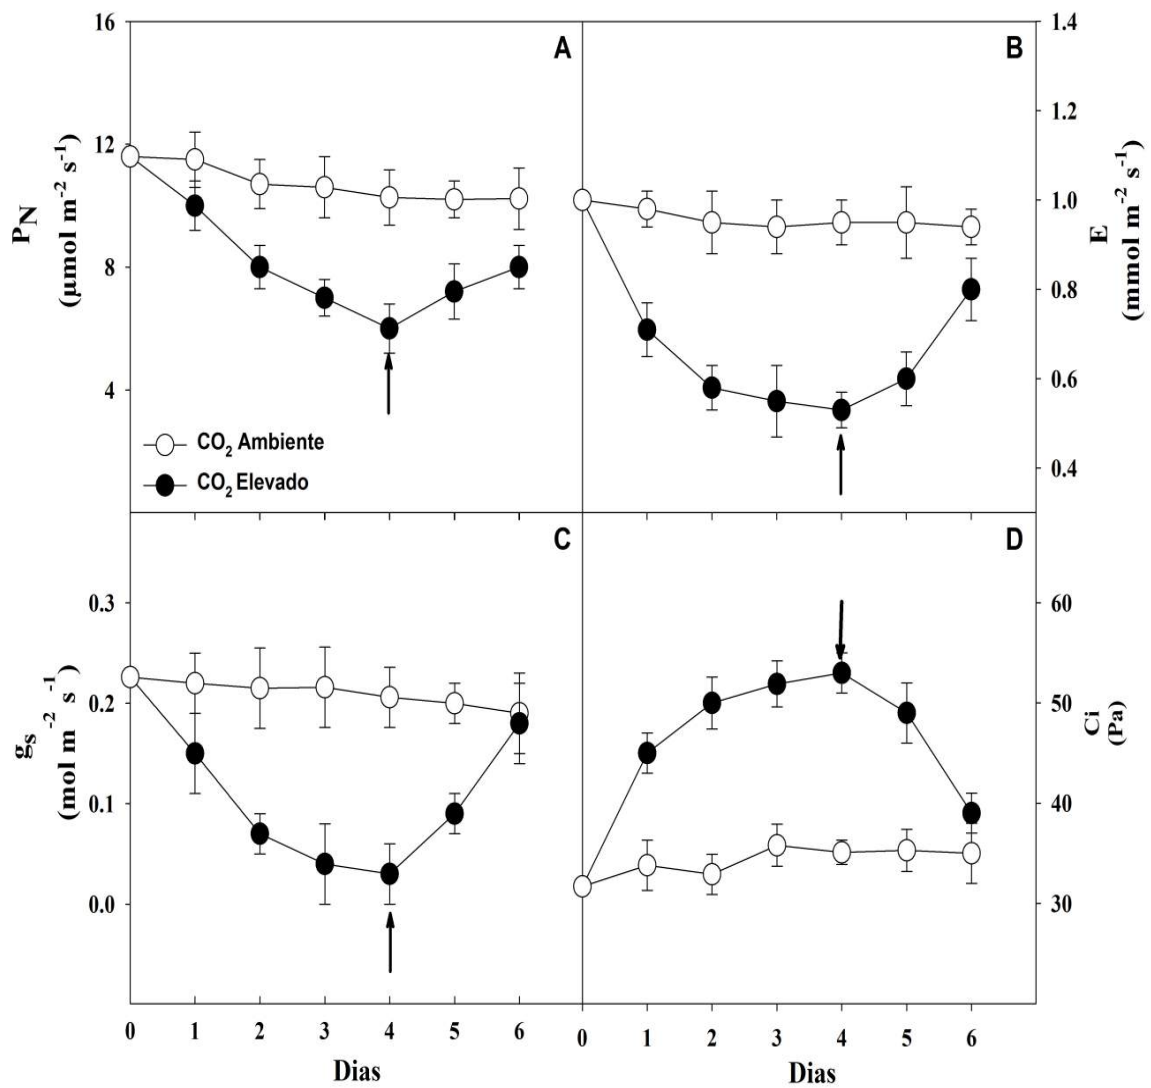 A
B
16
12
8
4
P_N
(μmol m^-2 s^-1)
1.4
1.2
1.0
0.8
0.6
0.4
E
(mmol m^-2 s^-1)
CO_2 Ambiente
CO_2 Elevado
C
D
0.3
0.2
0.1
0.0
g_s
(mol m^-2 s^-1)
60
50
40
30
Ci
(Pa)
0 1 2 3 4 5 6
0 1 2 3 4 5 6
Dias
Dias